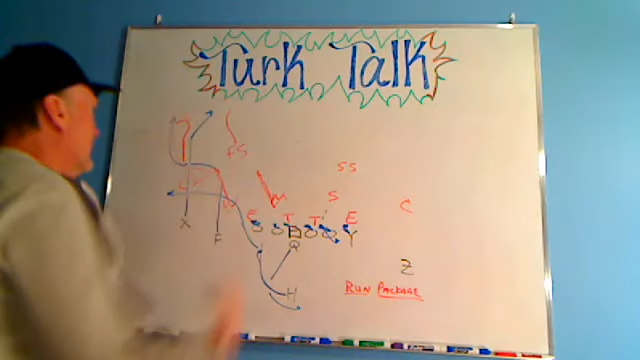 Turk Talk
FS
SS
M
S
C
E T T E
X F Q Y
Z
H
RUN PACKAGE